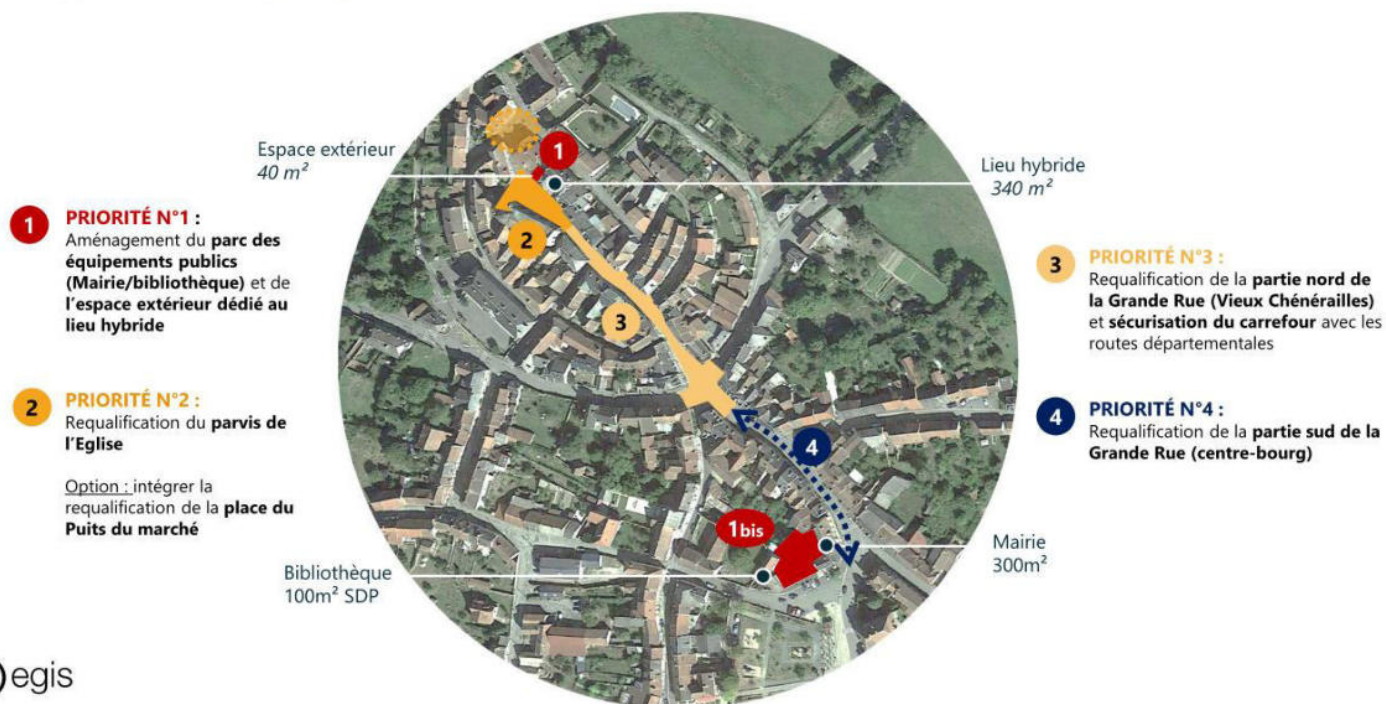 Espace extérieur
40 m²
1
Lieu hybride
340 m²
1
PRIORITÉ N°1 :
Aménagement du parc des
équipements publics
(Mairie/bibliothèque) et de
l'espace extérieur dédié au
lieu hybride
2
3
PRIORITÉ N°3 :
Requalification de la partie nord de
la Grande Rue (Vieux Chénérailles)
et sécurisation du carrefour avec les
routes départementales
3
2
PRIORITÉ N°2 :
Requalification du parvis de
l'Eglise
Option : intégrer la
requalification de la place du
Puits du marché
4
PRIORITÉ N°4 :
Requalification de la partie sud de la
Grande Rue (centre-bourg)
4
1bis
Mairie
300m²
Bibliothèque
100m² SDP
egis